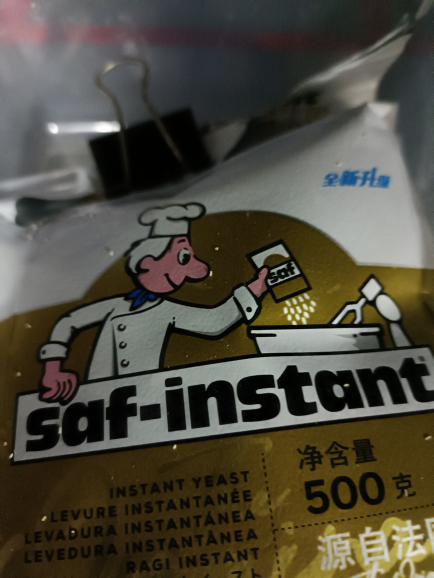 全新升级
saf
saf-instant
INSTANT YEAST
LEVURE INSTANTANÉE
LEVADURA INSTANTÁNEA
LEVEDURA INSTANTÂNEA
RAGI INSTANT
净含量
500克
源自法